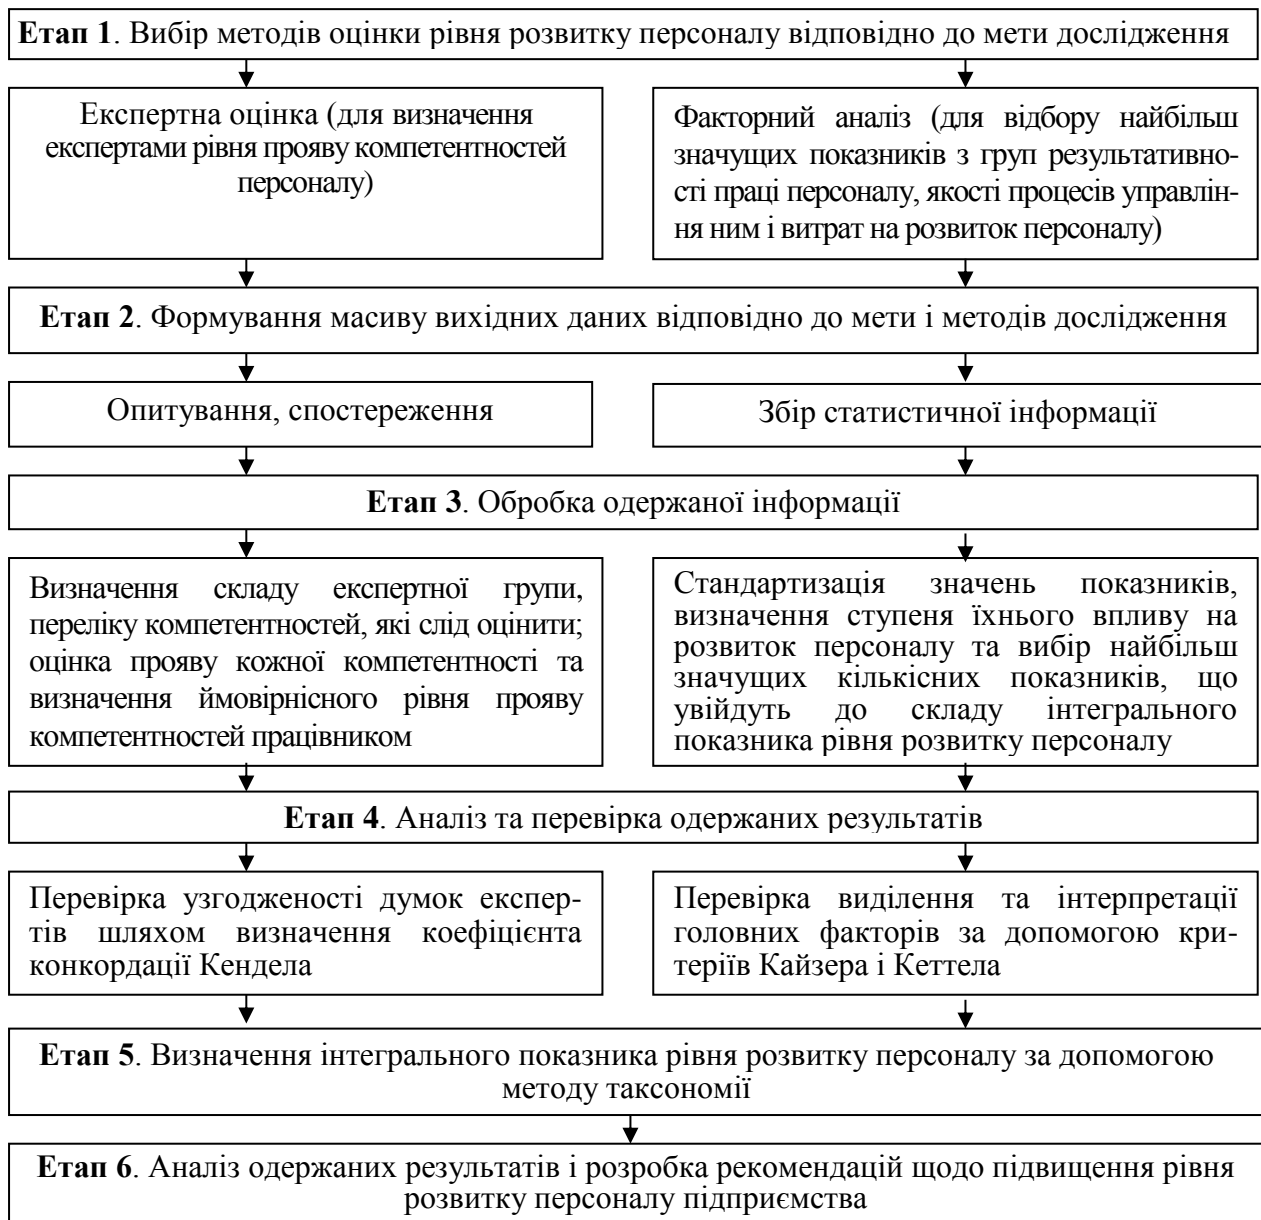 Етап 1. Вибір методів оцінки рівня розвитку персоналу відповідно до мети дослідження
Експертна оцінка (для визначення
експертами рівня прояву компетентностей
персоналу)
Факторний аналіз (для відбору найбільш
значущих показників з груп результативно-
сті праці персоналу, якості процесів управлін-
ня ним і витрат на розвиток персоналу)
Етап 2. Формування масиву вихідних даних відповідно до мети і методів дослідження
Опитування, спостереження
Збір статистичної інформації
Етап 3. Обробка одержаної інформації
Визначення складу експертної групи,
переліку компетентностей, які слід оцінити;
оцінка прояву кожної компетентності та
визначення ймовірнісного рівня прояву
компетентностей працівником
Стандартизація значень показників,
визначення ступеня їхнього впливу на
розвиток персоналу та вибір найбільш
значущих кількісних показників, що
увійдуть до складу інтегрального
показника рівня розвитку персоналу
Етап 4. Аналіз та перевірка одержаних результатів
Перевірка узгодженості думок експер-
тів шляхом визначення коефіцієнта
конкордації Кендела
Перевірка виділення та інтерпретації
головних факторів за допомогою кри-
теріїв Кайзера і Кеттела
Етап 5. Визначення інтегрального показника рівня розвитку персоналу за допомогою
методу таксономії
Етап 6. Аналіз одержаних результатів і розробка рекомендацій щодо підвищення рівня
розвитку персоналу підприємства